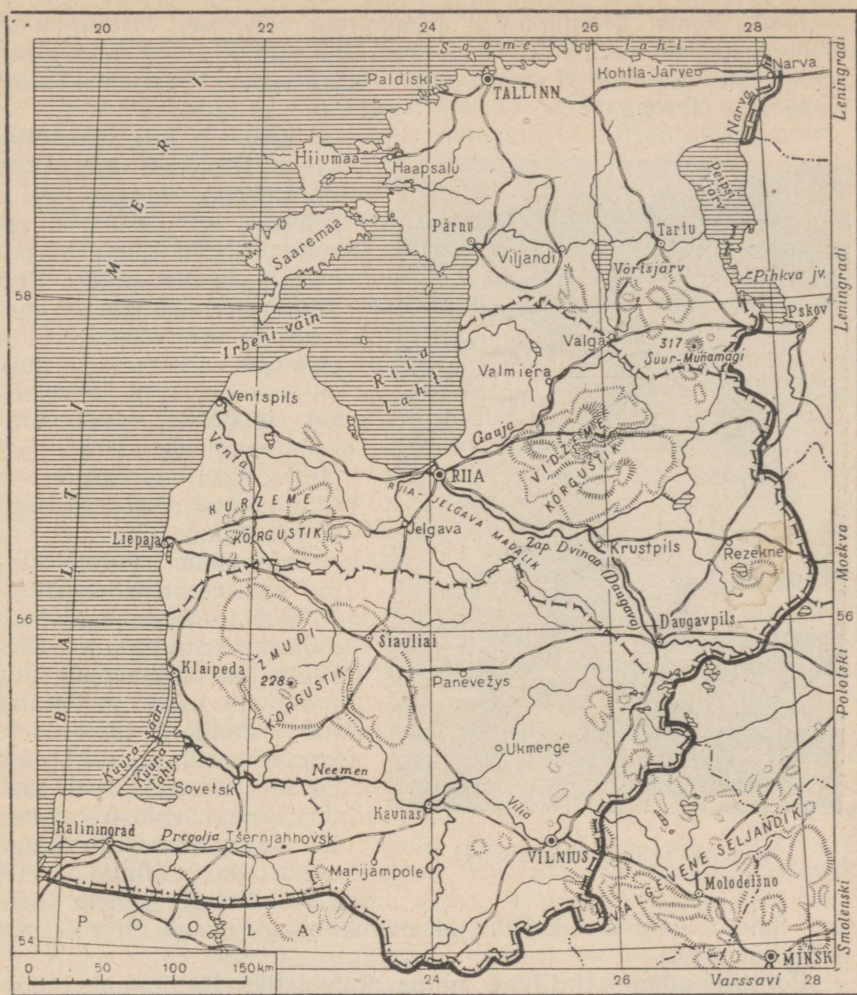 20
22
24
26
28
Soome laht
Paldiski
TALLINN
Kohtla-Järve
Narva
Narva
Leningradi
Hiiumaa
Haapsalu
Peipsi
järv
Saaremaa
Pärnu
Viljandi
Tartu
Võrtsjärv
Pihkva jv.
Leningradi
58
Irbeni väin
Riia
laht
Valga
317
Suur-Munamägi
Pskov
Valmiera
Ventspils
Venta
Gauja
VIDZEME
KÕRGUSTIK
RIIA
RIIA-JELGAVA MADALIK
KURZEME
KÕRGUSTIK
Liepaja
Jelgava
Zap. Dvinaa (Daugava)
Krustpils
Rezekne
Moskva
56
56
BALTI MERI
ŽMUDI
KÕRGUSTIK
228
Siauliai
Daugavpils
Klaipeda
Panevežys
Pololski
Kuura säär
Kuura
laht
Ukmerge
Sovetsk
Neemen
Kaunas
Vilia
Kaliningrad
Pregolja
Tšernjahhovsk
Marijampole
VILNIUS
VALGEVENE SELJANDIK
Molodetšno
Smolenski
POOLA
54
MINSK
0 50 100 150 km
24
26
Varssavi
28